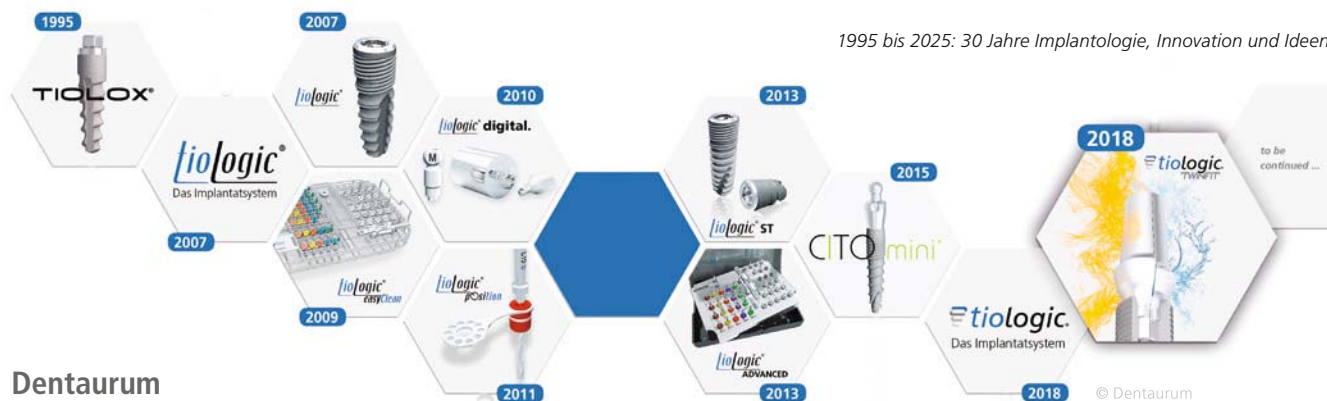 1995 bis 2025: 30 Jahre Implantologie, Innovation und Ideen
1995
TIOLOX®
tioLogic®
Das Implantatsystem
2007
2007
tioLogic®
tioLogic®
easyClean
2009
2010
tioLogic® digital.
M
tioLogic®
pOsition
2011
2013
tioLogic® ST
tioLogic®
ADVANCED
2013
2015
CITO mini®
tiologic®
Das Implantatsystem
2018
2018
tiologic®
TWINFIT
to be
continued ...
Dentaurum
© Dentaurum